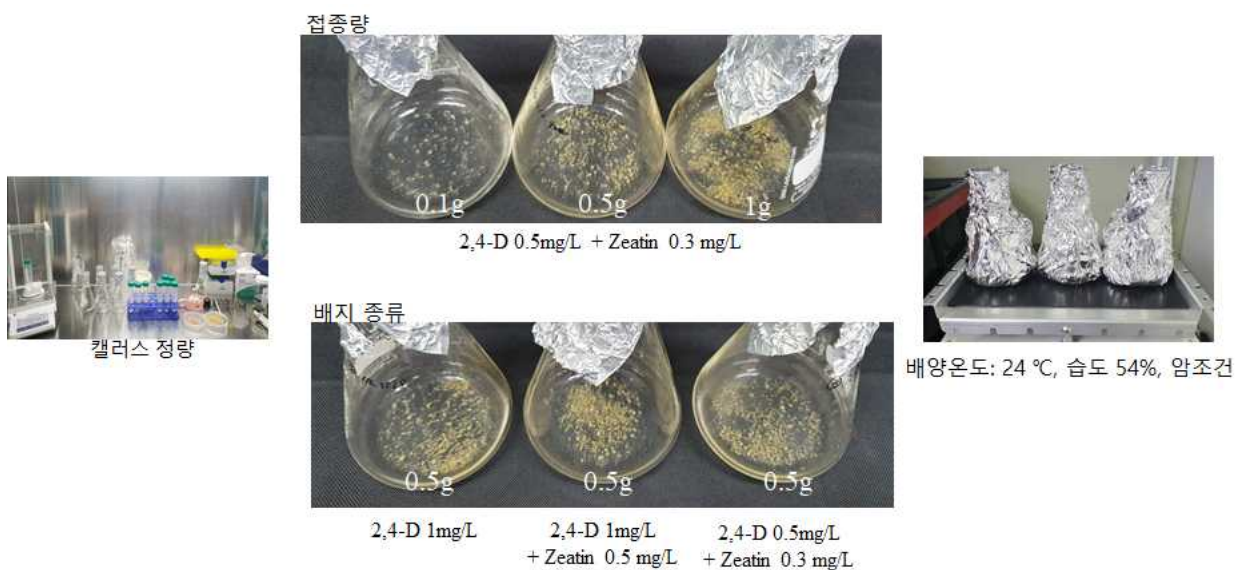 접종량
0.1g
0.5g
1g
2,4-D 0.5mg/L + Zeatin 0.3 mg/L
캘러스 정량
배지 종류
0.5g
0.5g
0.5g
2,4-D 1mg/L
2,4-D 1mg/L
+ Zeatin 0.5 mg/L
2,4-D 0.5mg/L
+ Zeatin 0.3 mg/L
배양온도: 24 ℃, 습도 54%, 암조건